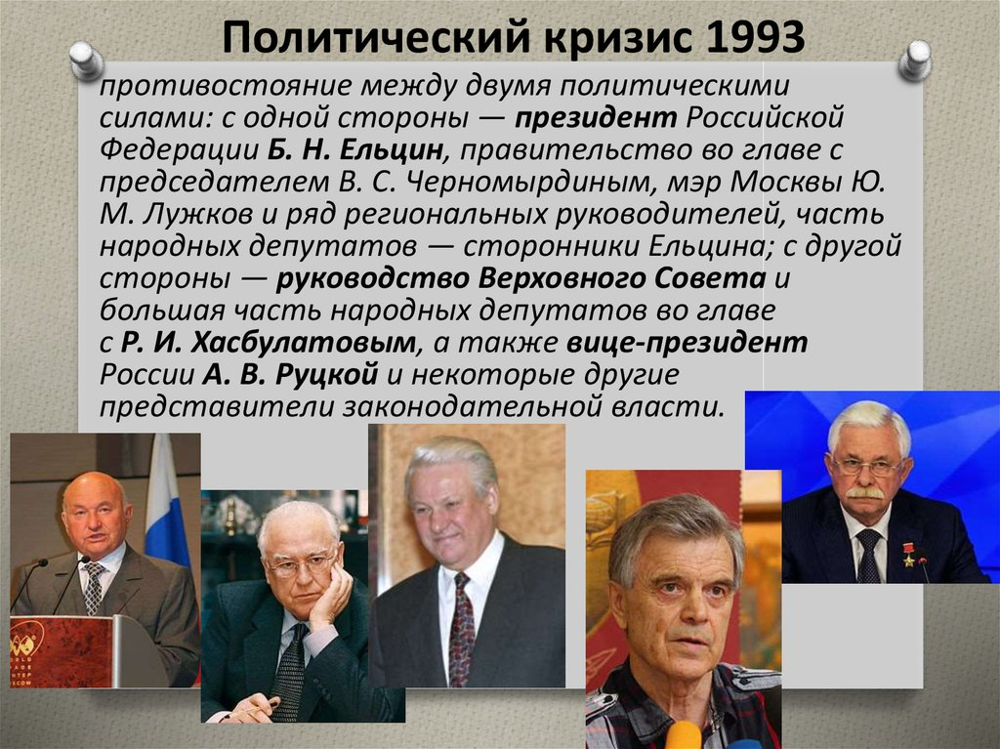 Политический кризис 1993
противостояние между двумя политическими
силами: с одной стороны — президент Российской
Федерации Б. Н. Ельцин, правительство во главе с
председателем В. С. Черномырдиным, мэр Москвы Ю.
М. Лужков и ряд региональных руководителей, часть
народных депутатов — сторонники Ельцина; с другой
стороны — руководство Верховного Совета и
большая часть народных депутатов во главе
с Р. И. Хасбулатовым, а также вице-президент
России А. В. Руцкой и некоторые другие
представители законодательной власти.